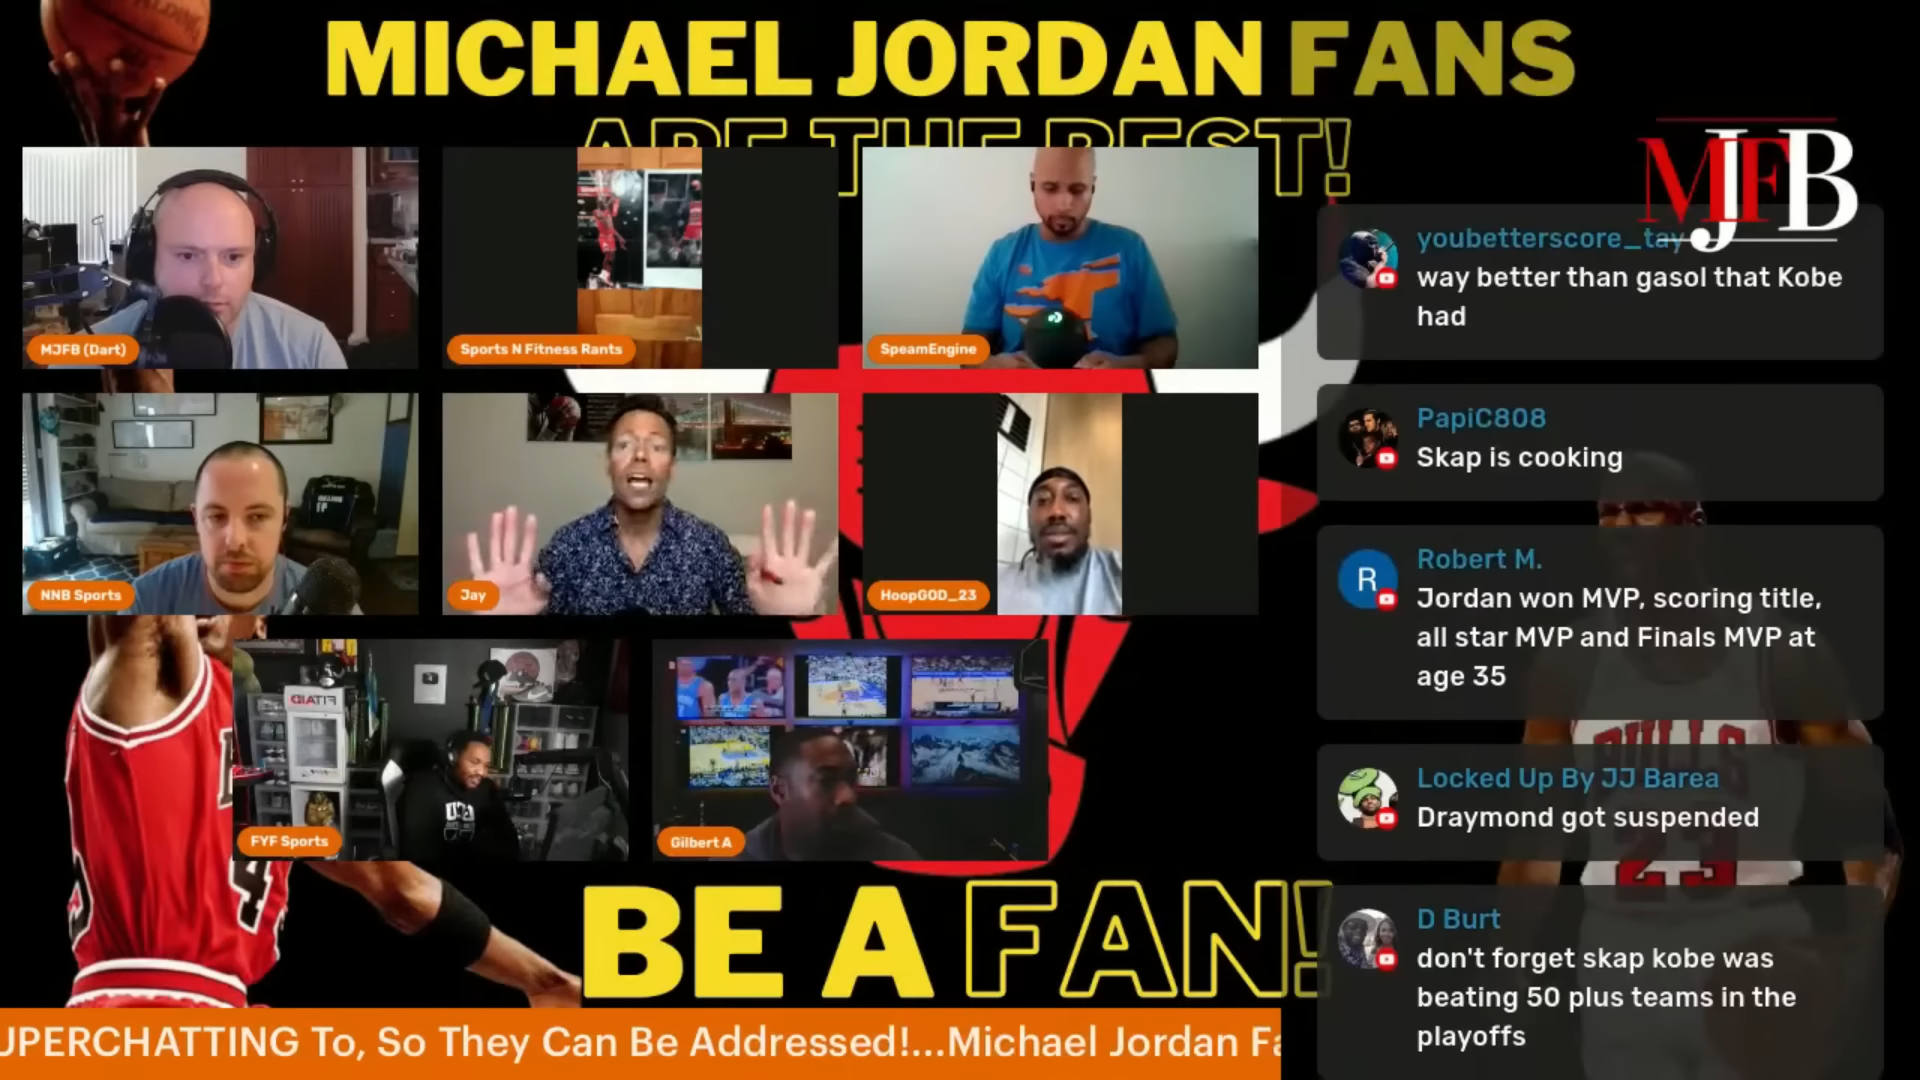 MICHAEL JORDAN FANS
ARE THE BEST!
MJFB
MJFB (Dart)
Sports N Fitness Rants
SpeamEngine
NNB Sports
Jay
HoopGOD_23
FITAID
FYF Sports
Gilbert A
BE A FAN!
UPERCHATTING To, So They Can Be Addressed!...Michael Jordan Fa
youbetterscore_tay
way better than gasol that Kobe
had
PapiC808
Skap is cooking
Robert M.
Jordan won MVP, scoring title,
all star MVP and Finals MVP at
age 35
Locked Up By JJ Barea
Draymond got suspended
D Burt
don't forget skap kobe was
beating 50 plus teams in the
playoffs
BULLS
23
SPALDING
R